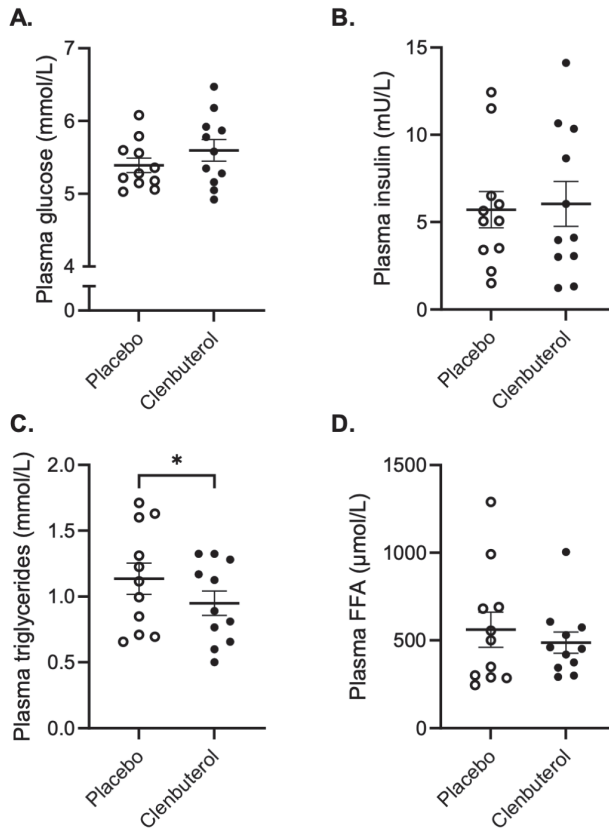 A.
Plasma glucose (mmol/L)
7
6
5
4
0
Placebo
Clenbuterol
B.
Plasma insulin (mU/L)
15
10
5
0
Placebo
Clenbuterol
C.
Plasma triglycerides (mmol/L)
2.0
1.5
1.0
0.5
0.0
*
Placebo
Clenbuterol
D.
Plasma FFA (μmol/L)
1500
1000
500
0
Placebo
Clenbuterol